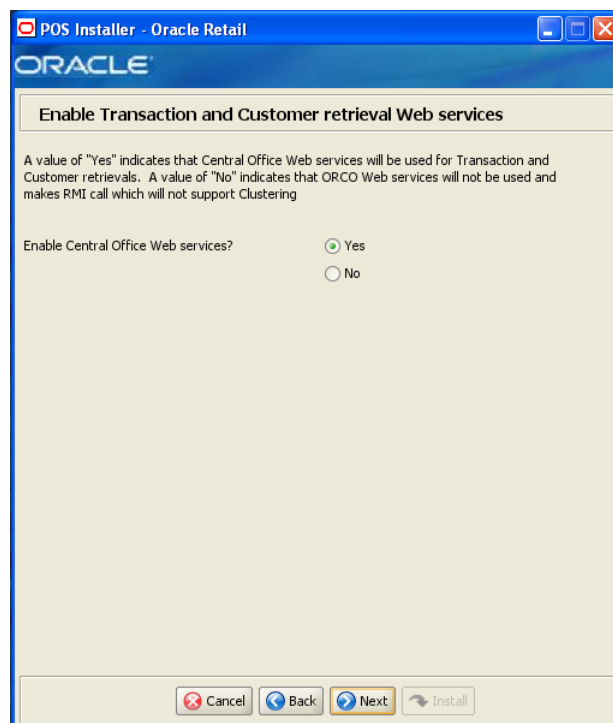 POS Installer - Oracle Retail
ORACLE
Enable Transaction and Customer retrieval Web services
A value of "Yes" indicates that Central Office Web services will be used for Transaction and
Customer retrievals. A value of "No" indicates that ORCO Web services will not be used and
makes RMI call which will not support Clustering
Enable Central Office Web services?
Yes
No
Cancel
Back
Next
Install